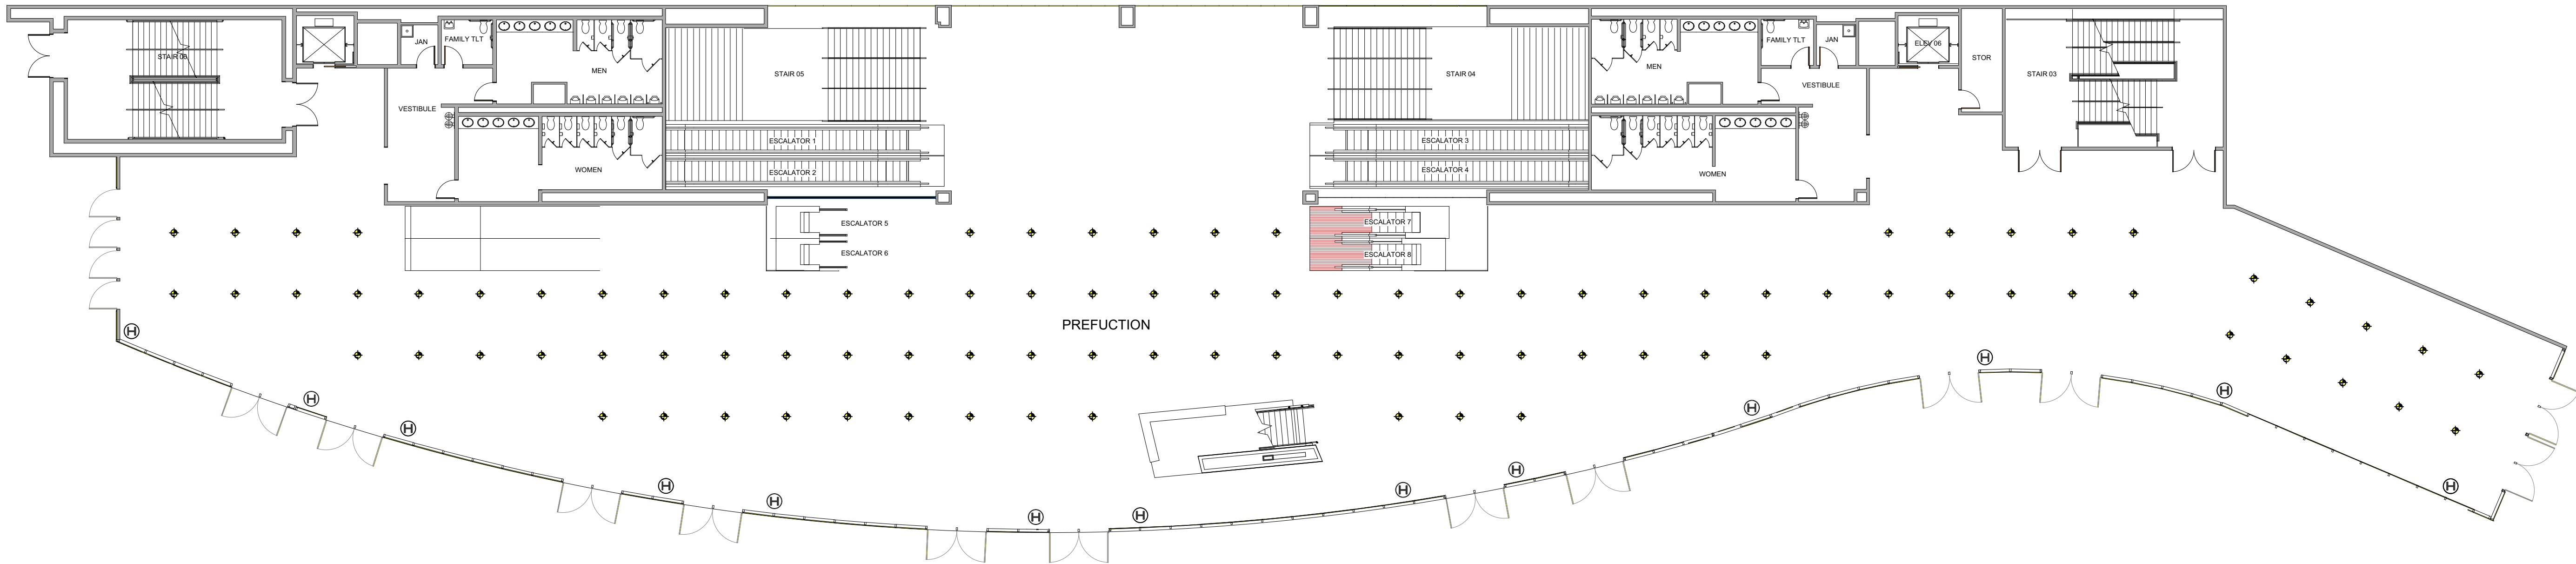 STAIR 06
JAN
FAMILY TLT
MEN
VESTIBULE
WOMEN
STAIR 05
ESCALATOR 1
ESCALATOR 2
ESCALATOR 5
ESCALATOR 6
STAIR 04
ESCALATOR 3
ESCALATOR 4
ESCALATOR 7
ESCALATOR 8
MEN
FAMILY TLT
JAN
VESTIBULE
WOMEN
ELEV 06
STOR
STAIR 03
PREFUCTION
H
H
H
H
H
H
H
H
H
H
H
H
H